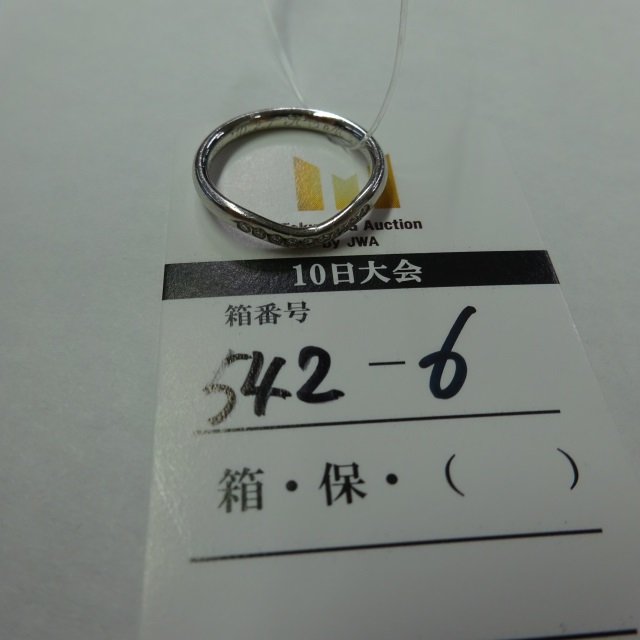 Auction
by JWA
10日大会
箱番号
542-6
箱・保・(　　)